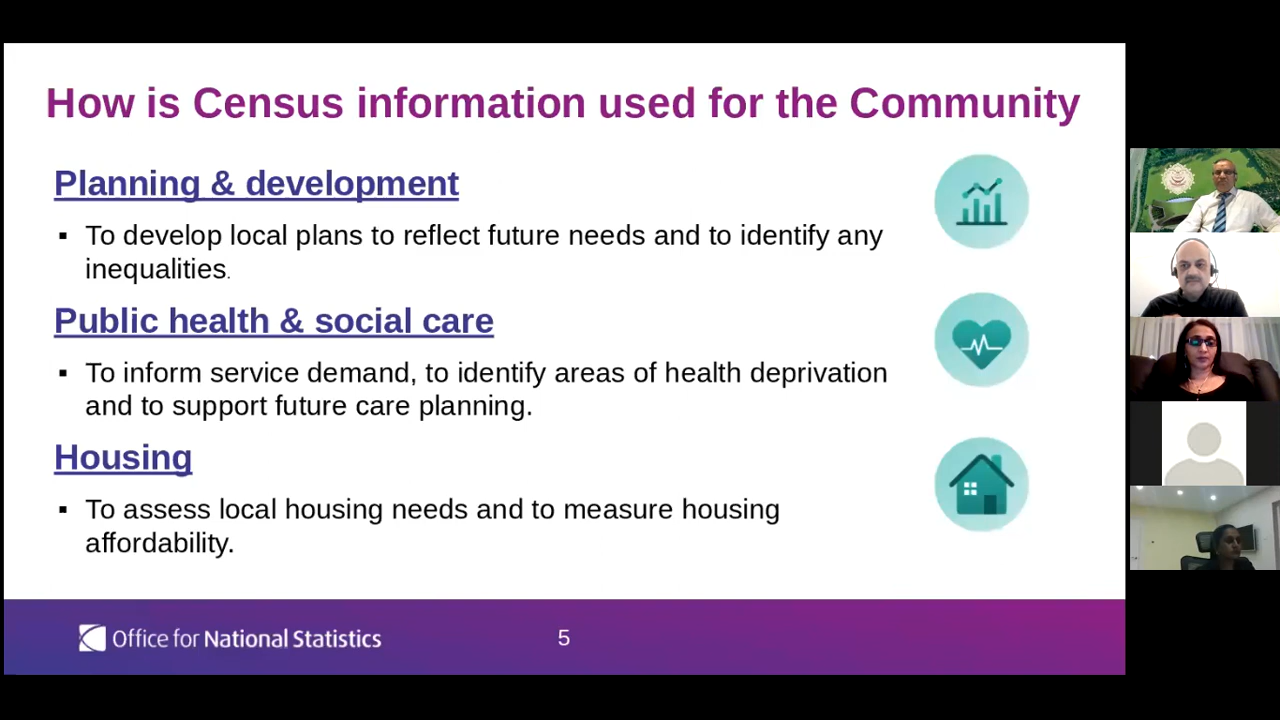 How is Census information used for the Community
Planning & development
▪ To develop local plans to reflect future needs and to identify any
inequalities.
Public health & social care
▪ To inform service demand, to identify areas of health deprivation
and to support future care planning.
Housing
▪ To assess local housing needs and to measure housing
affordability.
Office for National Statistics
5